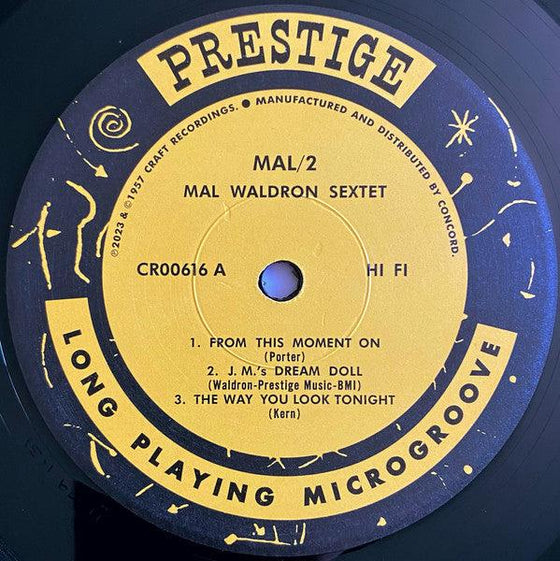 PRESTIGE
℗2023 & ©1957 CRAFT RECORDINGS. ● MANUFACTURED AND DISTRIBUTED BY CONCORD.
MAL/2
MAL WALDRON SEXTET
CR00616 A HI FI
1. FROM THIS MOMENT ON
(Porter)
2. J. M.'s DREAM DOLL
(Waldron-Prestige Music-BMI)
3. THE WAY YOU LOOK TONIGHT
(Kern)
LONG PLAYING MICROGROOVE